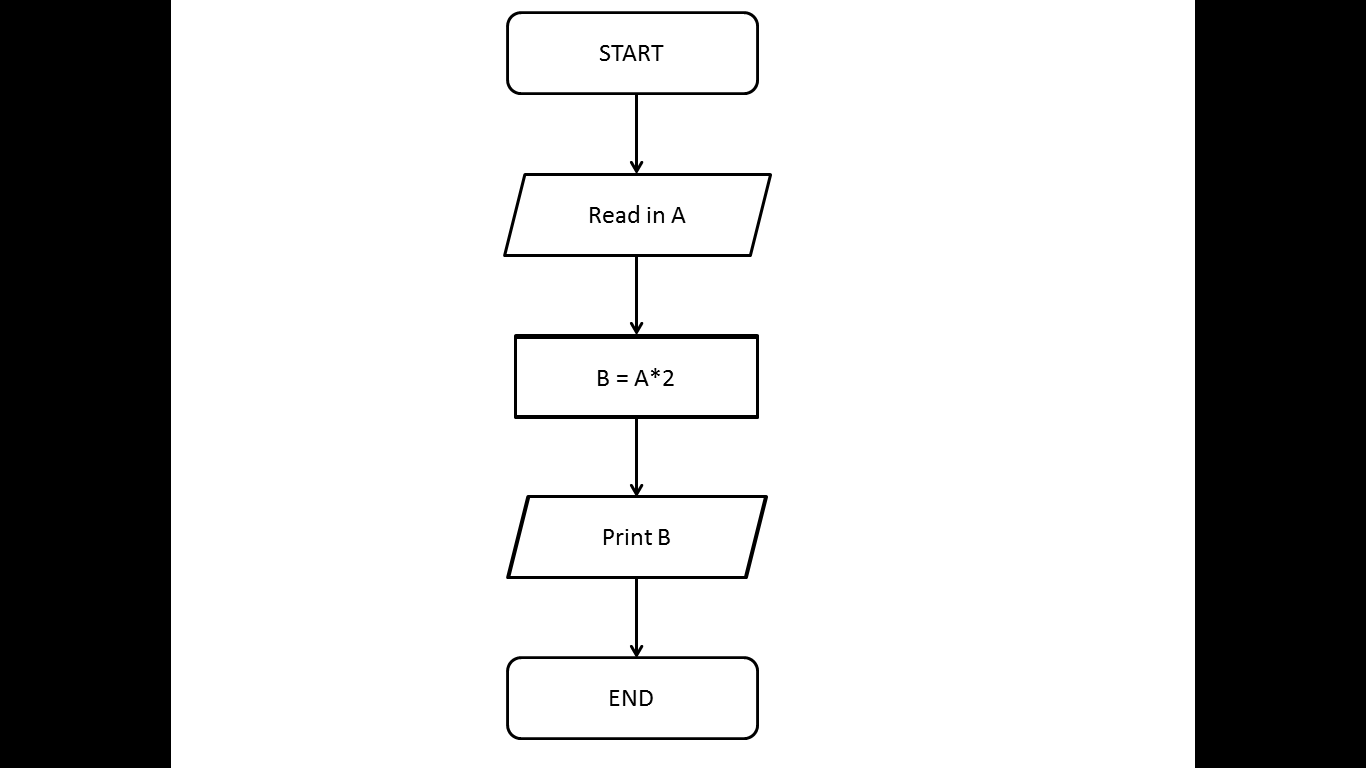 START
Read in A
B = A*2
Print B
END